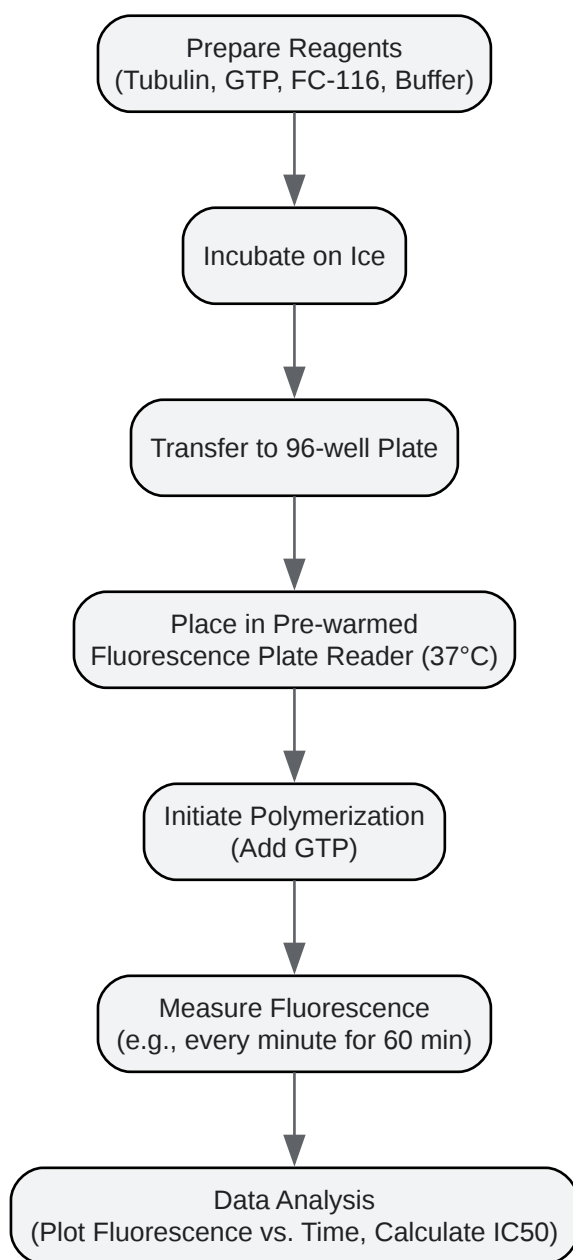 Prepare Reagents
(Tubulin, GTP, FC-116, Buffer)
Incubate on Ice
Transfer to 96-well Plate
Place in Pre-warmed
Fluorescence Plate Reader (37°C)
Initiate Polymerization
(Add GTP)
Measure Fluorescence
(e.g., every minute for 60 min)
Data Analysis
(Plot Fluorescence vs. Time, Calculate IC50)